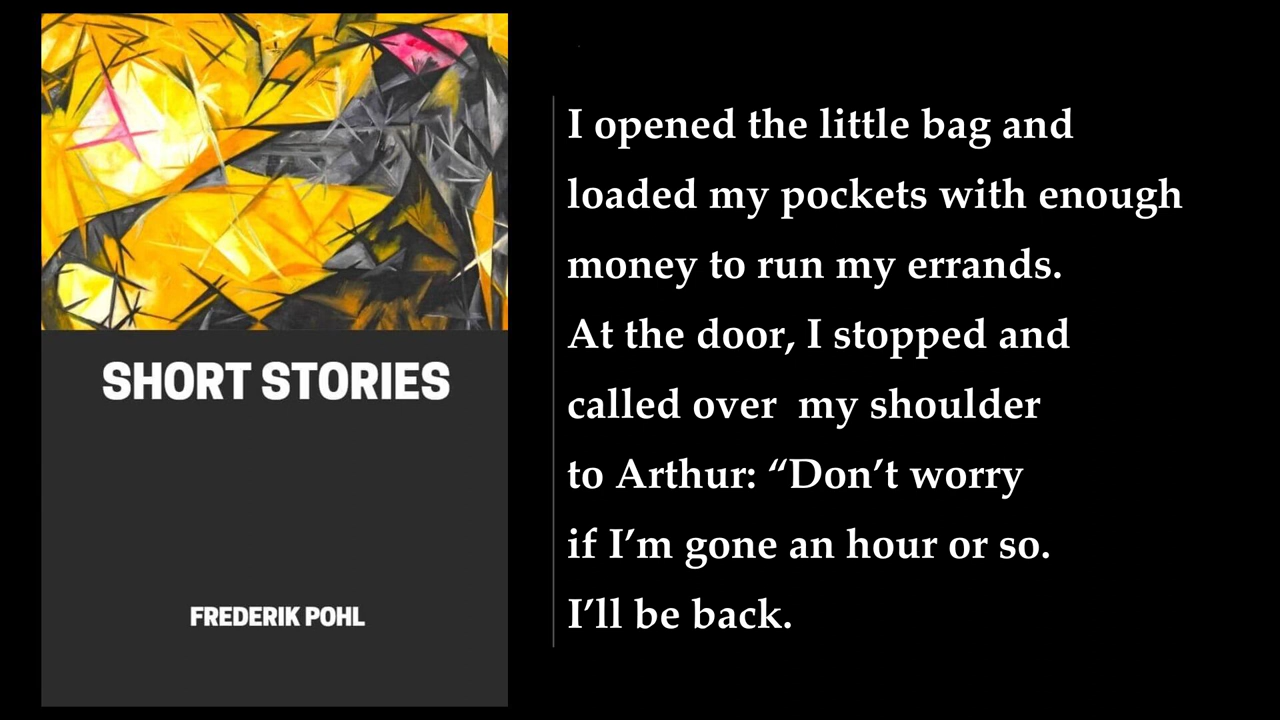 SHORT STORIES
FREDERIK POHL
I opened the little bag and
loaded my pockets with enough
money to run my errands.
At the door, I stopped and
called over  my shoulder
to Arthur: “Don’t worry
if I’m gone an hour or so.
I’ll be back.